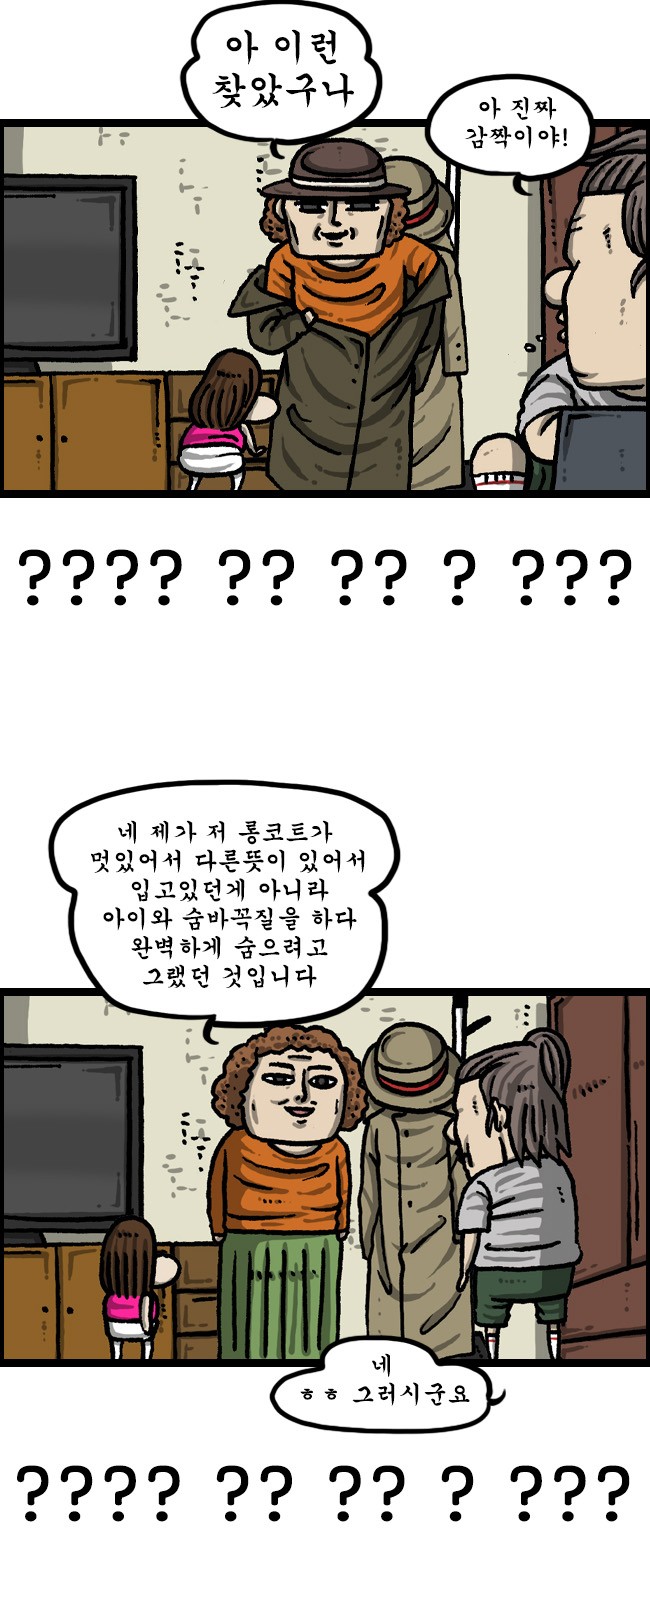 아 이런
찾았구나
아 진짜
감짝이야!
???? ?? ?? ? ???
네 제가 저 롱코트가
멋있어서 다른뜻이 있어서
입고있던게 아니라
아이와 숨바꼭질을 하다
완벽하게 숨으려고
그랬던 것입니다
네
ㅎㅎ 그러시군요
???? ?? ?? ? ???